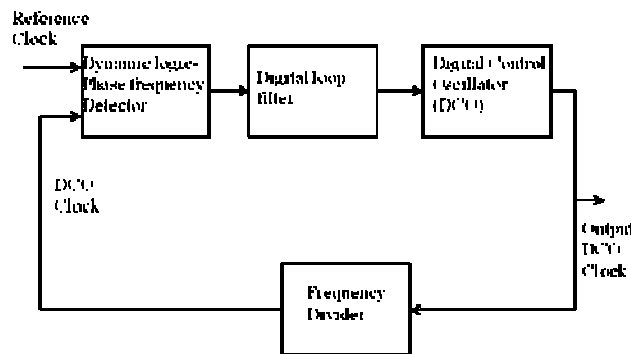 Reference
Clock
Dynamic logic-
Phase frequency
Detector
Digital loop
filter
Digital Control
Oscillator
(DCO)
DCO
Clock
Output
DCO
Clock
Frequency
Divider